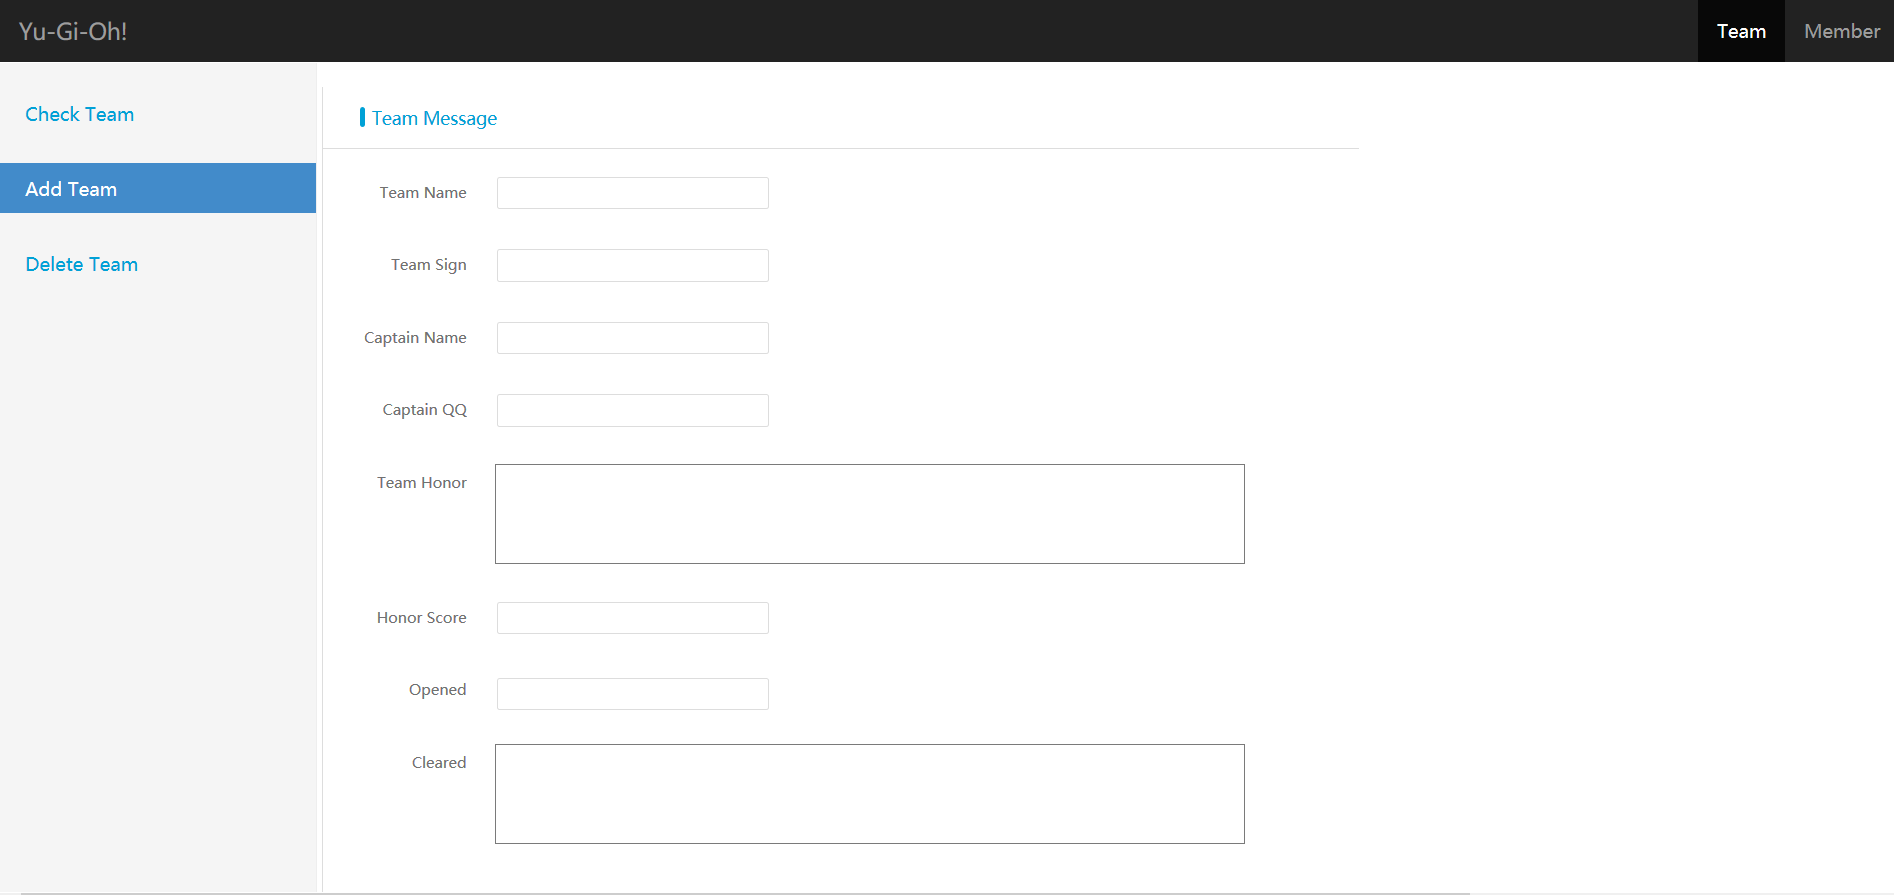 Yu-Gi-Oh!
Team
Member
Check Team
Add Team
Delete Team
Team Message
Team Name
Team Sign
Captain Name
Captain QQ
Team Honor
Honor Score
Opened
Cleared